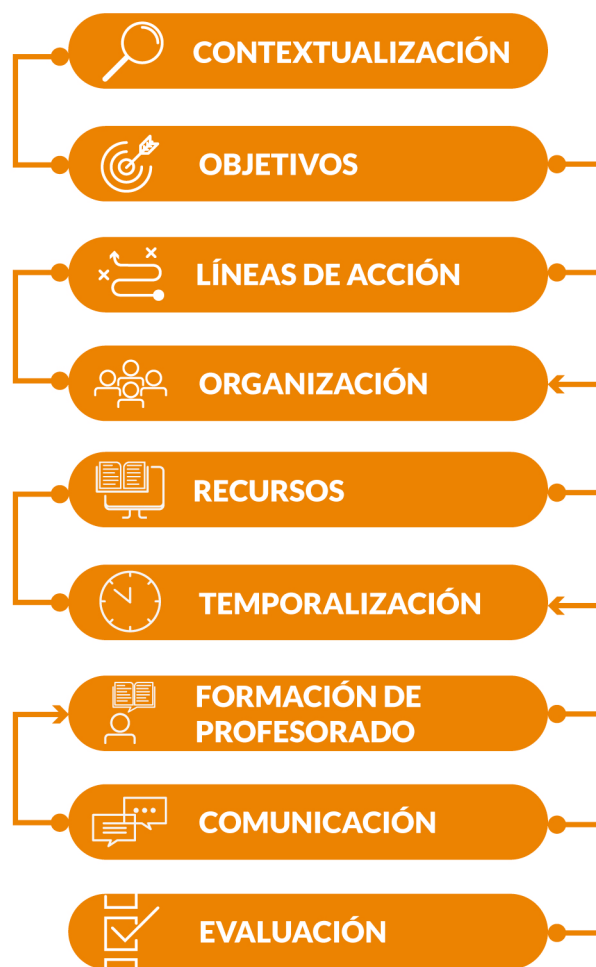 CONTEXTUALIZACIÓN
OBJETIVOS
LÍNEAS DE ACCIÓN
ORGANIZACIÓN
RECURSOS
TEMPORALIZACIÓN
FORMACIÓN DE
PROFESORADO
COMUNICACIÓN
EVALUACIÓN